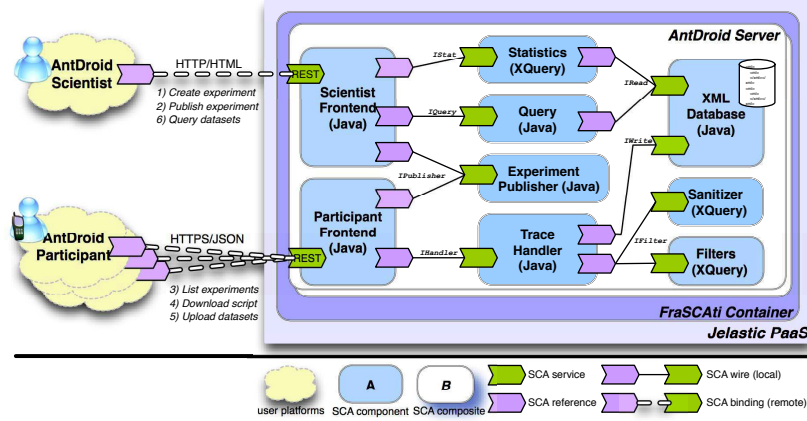 AntDroid Server
AntDroid
Scientist
HTTP/HTML
1) Create experiment
2) Publish experiment
6) Query datasets
REST
Scientist
Frontend
(Java)
IStat
Statistics
(XQuery)
IRead
XML
Database
(Java)
IQuery
Query
(Java)
IWrite
IPublisher
Experiment
Publisher (Java)
AntDroid
Participant
HTTPS/JSON
3) List experiments
4) Download script
5) Upload datasets
REST
Participant
Frontend
(Java)
IHandler
Trace
Handler
(Java)
Sanitizer
(XQuery)
IFilter
Filters
(XQuery)
FraSCAti Container
Jelastic PaaS
user platforms
A
SCA component
B
SCA composite
SCA service
SCA reference
SCA wire (local)
SCA binding (remote)